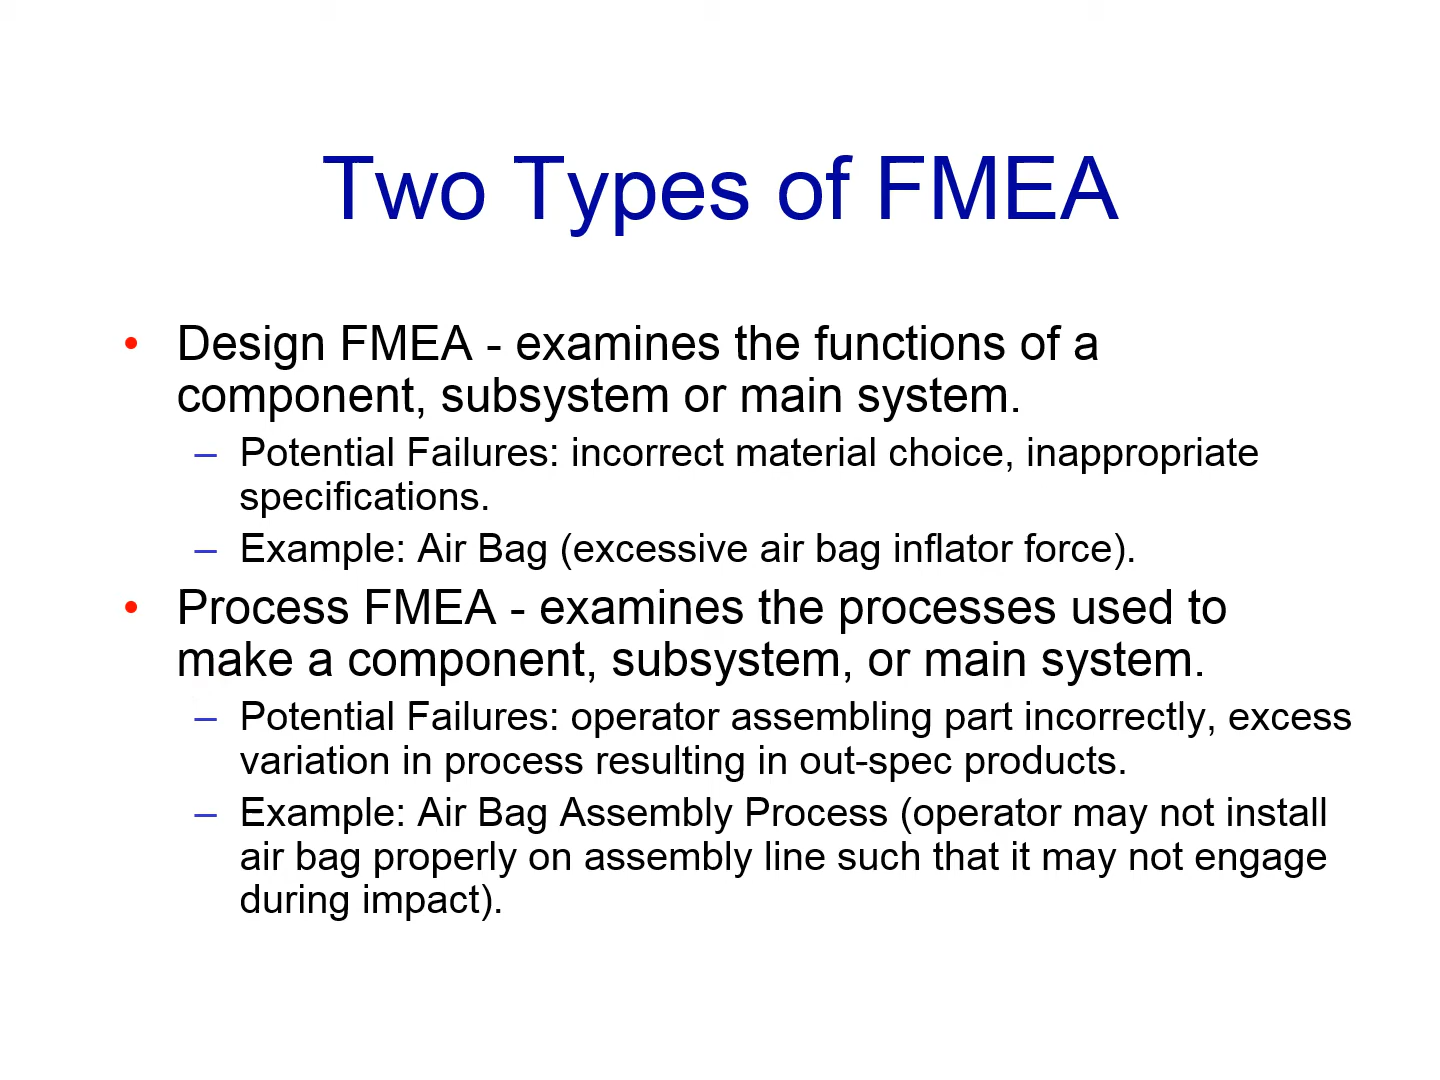 Two Types of FMEA
• Design FMEA - examines the functions of a
component, subsystem or main system.
– Potential Failures: incorrect material choice, inappropriate
specifications.
– Example: Air Bag (excessive air bag inflator force).
• Process FMEA - examines the processes used to
make a component, subsystem, or main system.
– Potential Failures: operator assembling part incorrectly, excess
variation in process resulting in out-spec products.
– Example: Air Bag Assembly Process (operator may not install
air bag properly on assembly line such that it may not engage
during impact).